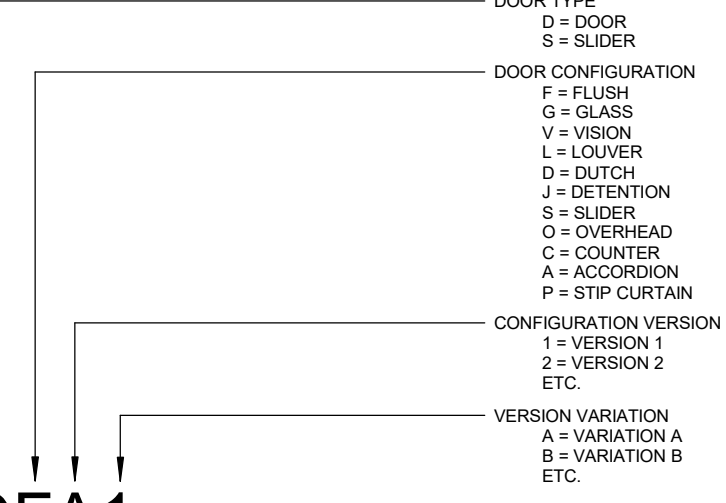 DOOR TYPE
D = DOOR
S = SLIDER
DOOR CONFIGURATION
F = FLUSH
G = GLASS
V = VISION
L = LOUVER
D = DUTCH
J = DETENTION
S = SLIDER
O = OVERHEAD
C = COUNTER
A = ACCORDION
P = STIP CURTAIN
CONFIGURATION VERSION
1 = VERSION 1
2 = VERSION 2
ETC.
VERSION VARIATION
A = VARIATION A
B = VARIATION B
ETC.